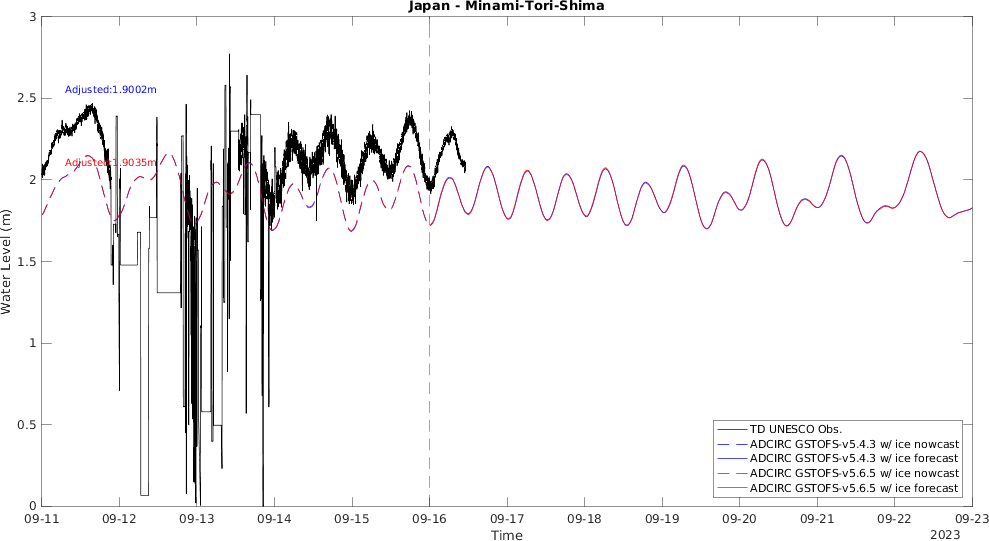 Japan - Minami-Tori-Shima
3
2.5
2
1.5
1
0.5
0
Water Level (m)
Adjusted:1.9002m
Adjusted:1.9035m
TD UNESCO Obs.
ADCIRC GSTOFS-v5.4.3 w/ ice nowcast
ADCIRC GSTOFS-v5.4.3 w/ ice forecast
ADCIRC GSTOFS-v5.6.5 w/ ice nowcast
ADCIRC GSTOFS-v5.6.5 w/ ice forecast
09-11 09-12 09-13 09-14 09-15 09-16 09-17 09-18 09-19 09-20 09-21 09-22 09-23
Time
2023